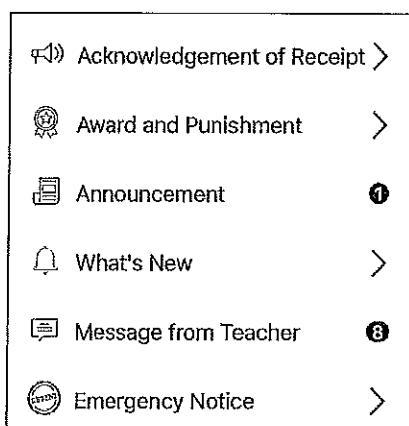 Acknowledgement of Receipt
Award and Punishment
Announcement 1
What's New
Message from Teacher 8
Emergency Notice